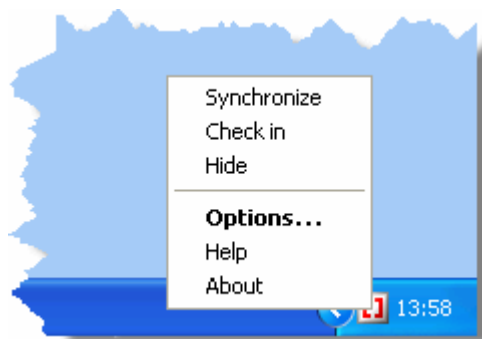 Synchronize
Check in
Hide
Options...
Help
About
13:58